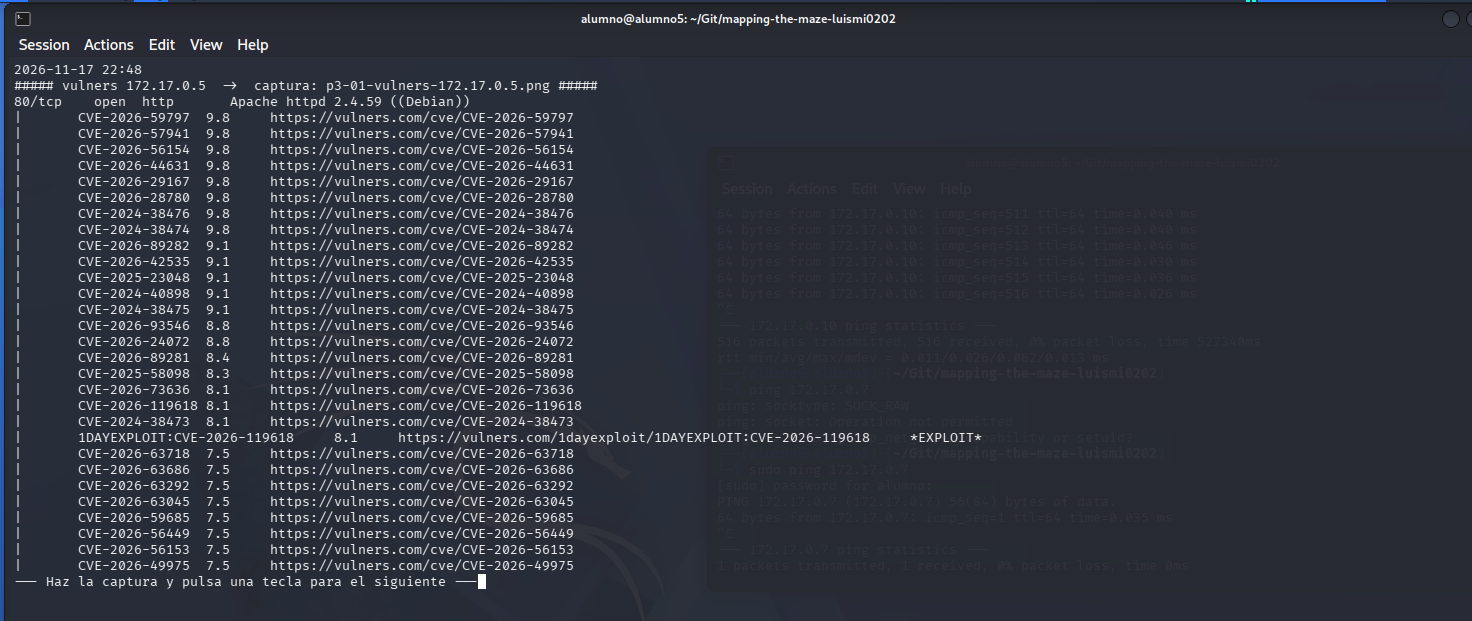 alumno@alumno5: ~/Git/mapping-the-maze-luismi0202
Session Actions Edit View Help
2026-11-17 22:48
##### vulners 172.17.0.5 -> captura: p3-01-vulners-172.17.0.5.png #####
80/tcp open http Apache httpd 2.4.59 ((Debian))
| CVE-2026-59797 9.8 https://vulners.com/cve/CVE-2026-59797
| CVE-2026-57941 9.8 https://vulners.com/cve/CVE-2026-57941
| CVE-2026-56154 9.8 https://vulners.com/cve/CVE-2026-56154
| CVE-2026-44631 9.8 https://vulners.com/cve/CVE-2026-44631
| CVE-2026-29167 9.8 https://vulners.com/cve/CVE-2026-29167
| CVE-2026-28780 9.8 https://vulners.com/cve/CVE-2026-28780
| CVE-2024-38476 9.8 https://vulners.com/cve/CVE-2024-38476
| CVE-2024-38474 9.8 https://vulners.com/cve/CVE-2024-38474
| CVE-2026-89282 9.1 https://vulners.com/cve/CVE-2026-89282
| CVE-2026-42535 9.1 https://vulners.com/cve/CVE-2026-42535
| CVE-2025-23048 9.1 https://vulners.com/cve/CVE-2025-23048
| CVE-2024-40898 9.1 https://vulners.com/cve/CVE-2024-40898
| CVE-2024-38475 9.1 https://vulners.com/cve/CVE-2024-38475
| CVE-2026-93546 8.8 https://vulners.com/cve/CVE-2026-93546
| CVE-2026-24072 8.8 https://vulners.com/cve/CVE-2026-24072
| CVE-2026-89281 8.4 https://vulners.com/cve/CVE-2026-89281
| CVE-2025-58098 8.3 https://vulners.com/cve/CVE-2025-58098
| CVE-2026-73636 8.1 https://vulners.com/cve/CVE-2026-73636
| CVE-2026-119618 8.1 https://vulners.com/cve/CVE-2026-119618
| CVE-2024-38473 8.1 https://vulners.com/cve/CVE-2024-38473
| 1DAYEXPLOIT:CVE-2026-119618 8.1 https://vulners.com/1dayexploit/1DAYEXPLOIT:CVE-2026-119618 *EXPLOIT*
| CVE-2026-63718 7.5 https://vulners.com/cve/CVE-2026-63718
| CVE-2026-63686 7.5 https://vulners.com/cve/CVE-2026-63686
| CVE-2026-63292 7.5 https://vulners.com/cve/CVE-2026-63292
| CVE-2026-63045 7.5 https://vulners.com/cve/CVE-2026-63045
| CVE-2026-59685 7.5 https://vulners.com/cve/CVE-2026-59685
| CVE-2026-56449 7.5 https://vulners.com/cve/CVE-2026-56449
| CVE-2026-56153 7.5 https://vulners.com/cve/CVE-2026-56153
| CVE-2026-49975 7.5 https://vulners.com/cve/CVE-2026-49975
--- Haz la captura y pulsa una tecla para el siguiente ---
Session Actions Edit View Help
--- 172.17.0.10 ping statistics ---